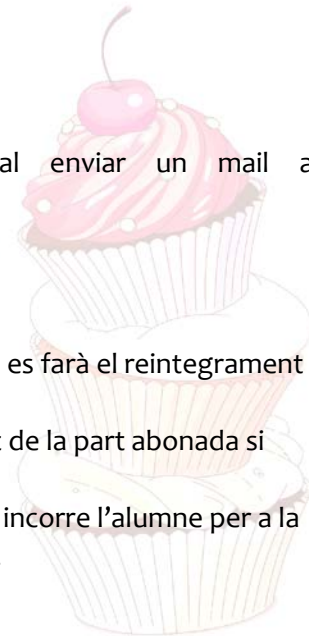 al enviar un mail a
es farà el reintegrament
de la part abonada si
incorre l’alumne per a la